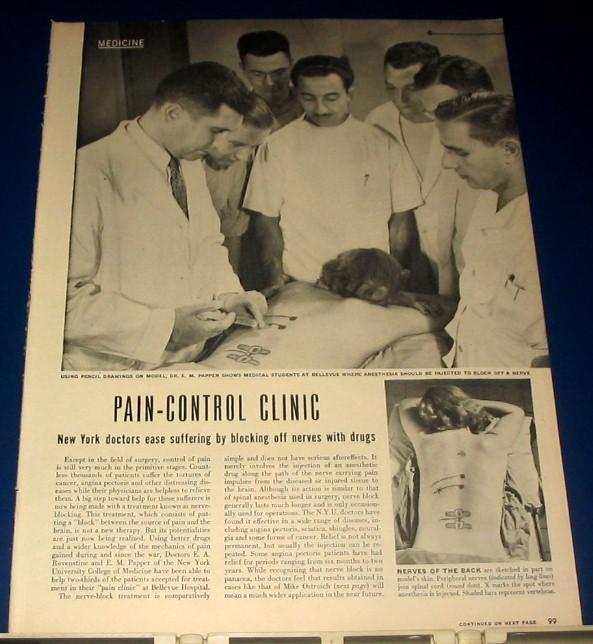 MEDICINE
USING PENCIL DRAWINGS ON MODEL, DR. E. M. PAPPER SHOWS MEDICAL STUDENTS AT BELLEVUE WHERE ANESTHESIA SHOULD BE INJECTED TO BLOCK OFF A NERVE
PAIN-CONTROL CLINIC
New York doctors ease suffering by blocking off nerves with drugs
Except in the field of surgery, control of pain
is still very much in the primitive stages. Count-
less thousands of patients suffer the tortures of
cancer, angina pectoris and other distressing dis-
eases while their physicians are helpless to relieve
them. A big step toward help for these sufferers is
now being made with a treatment known as nerve-
blocking. This treatment, which consists of put-
ting a "block" between the source of pain and the
brain, is not a new therapy. But its potentialities
are just now being realized. Using better drugs
and a wider knowledge of the mechanics of pain
gained during and since the war, Doctors E. A.
Rovenstine and E. M. Papper of the New York
University College of Medicine have been able to
help two-thirds of the patients accepted for treat-
ment in their "pain clinic" at Bellevue Hospital.
The nerve-block treatment is comparatively
simple and does not have serious aftereffects. It
merely involves the injection of an anesthetic
drug along the path of the nerve carrying pain
impulses from the diseased or injured tissue to
the brain. Although its action is similar to that
of spinal anesthesia used in surgery, nerve block
generally lasts much longer and is only occasion-
ally used for operations. The N.Y.U. doctors have
found it effective in a wide range of diseases, in-
cluding angina pectoris, sciatica, shingles, neural-
gia and some forms of cancer. Relief is not always
permanent, but usually the injection can be re-
peated. Some angina pectoris patients have had
relief for periods ranging from six months to two
years. While recognizing that nerve block is no
panacea, the doctors feel that results obtained in
cases like that of Mike Ostroich (next page) will
mean a much wider application in the near future.
NERVES OF THE BACK are sketched in part on
model's skin. Peripheral nerves (indicated by long lines)
join spinal cord (round dots). X marks the spot where
anesthesia is injected. Shaded bars represent vertebrae.
CONTINUED ON NEXT PAGE 99